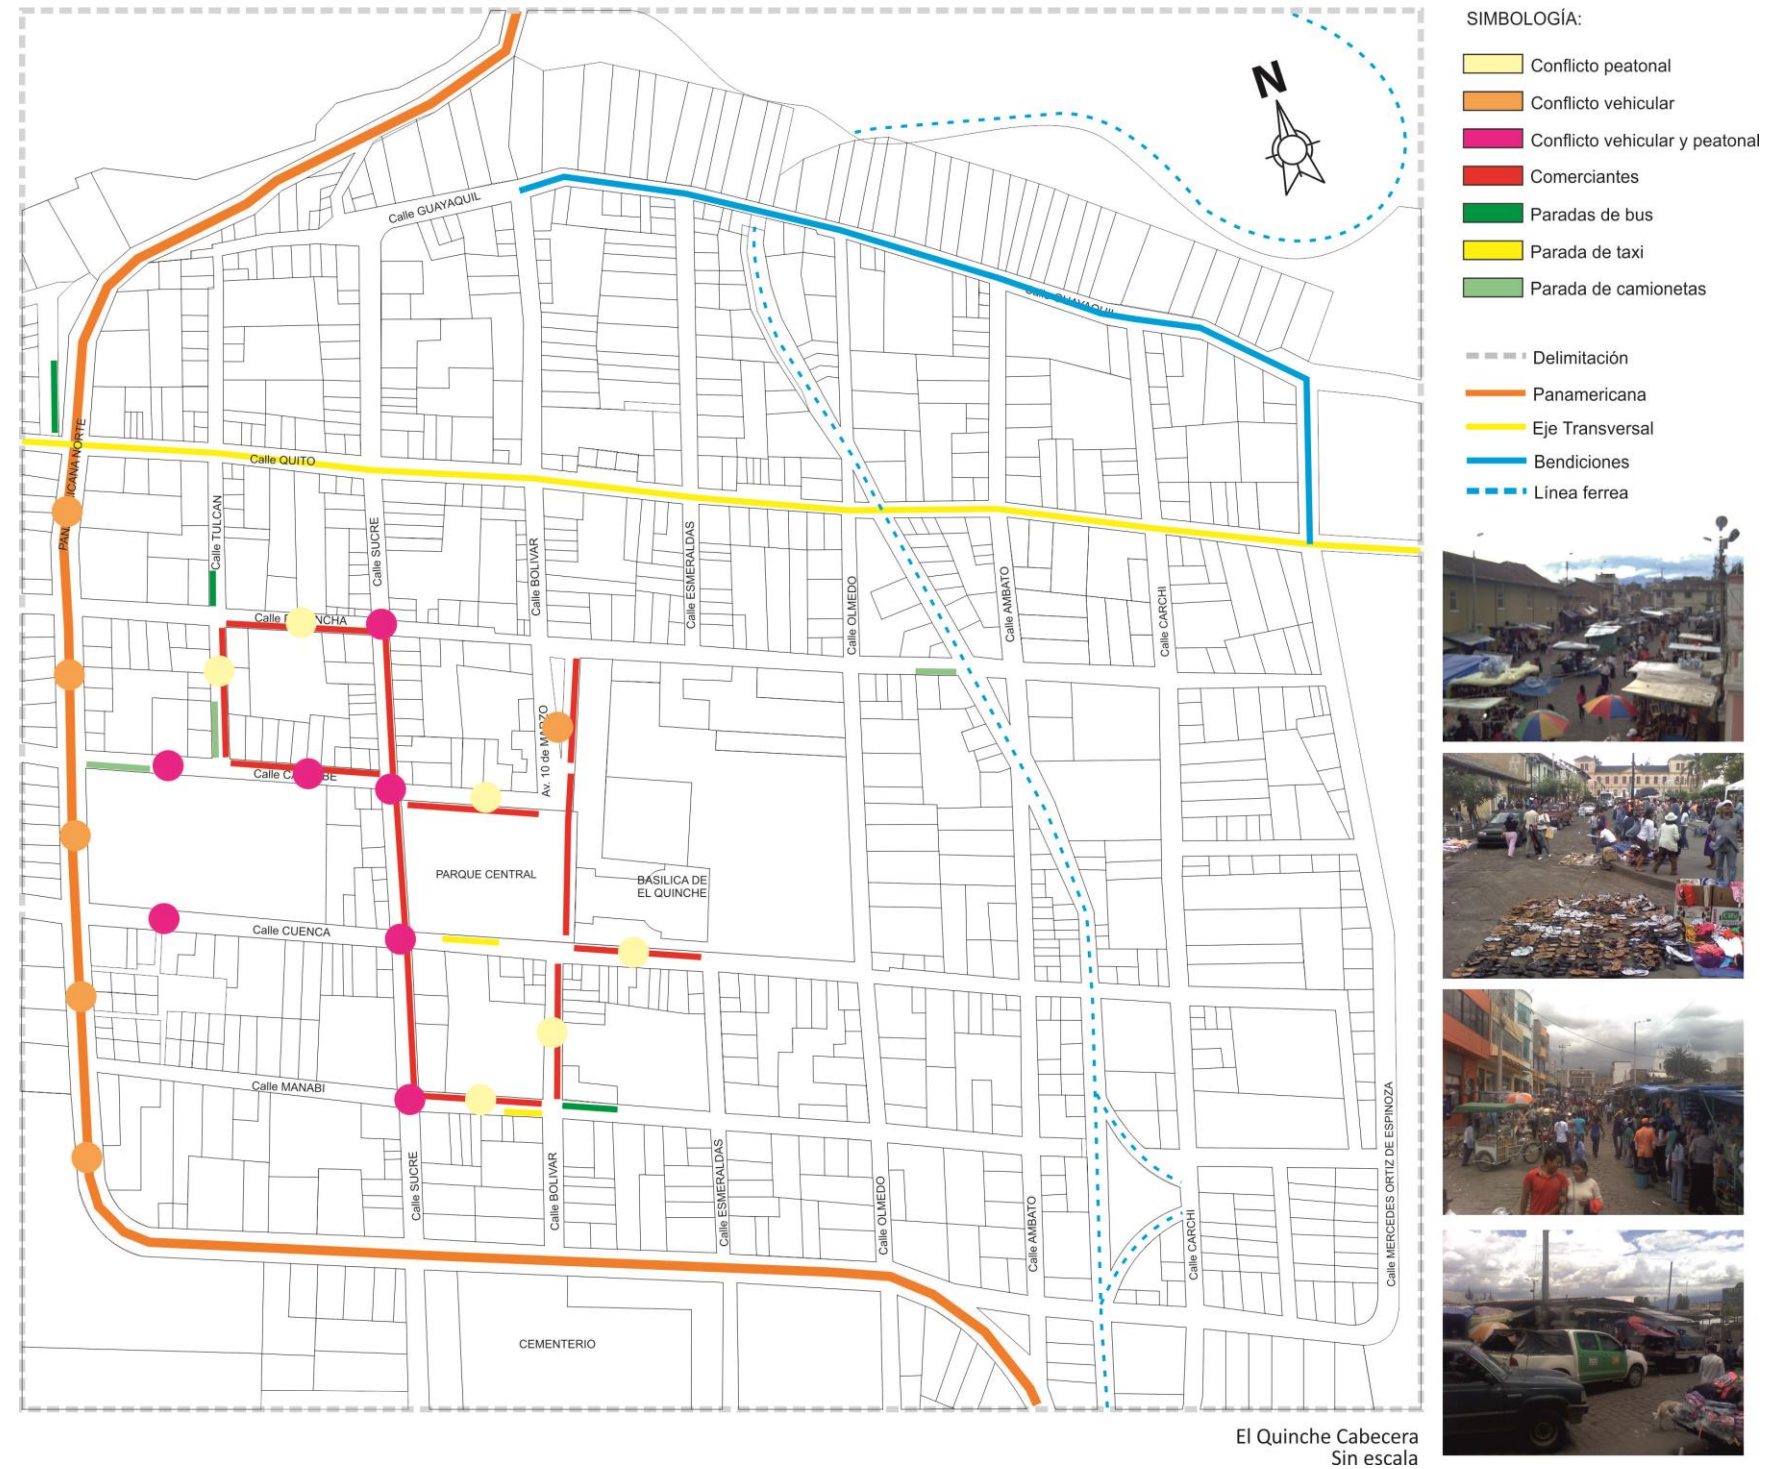 SIMBOLOGÍA:
Conflicto peatonal
Conflicto vehicular
Conflicto vehicular y peatonal
Comerciantes
Paradas de bus
Parada de taxi
Parada de camionetas
Delimitación
Panamericana
Eje Transversal
Bendiciones
Línea ferrea
N
Calle GUAYAQUIL
Calle GUAYAQUIL
Calle QUITO
Calle TULCAN
Calle SUCRE
Calle BOLIVAR
Calle ESMERALDAS
Calle OLMEDO
Calle AMBATO
Calle CARCHI
Av. 10 de MARZO
PARQUE CENTRAL
BASILICA DE
EL QUINCHE
Calle CUENCA
Calle MANABI
Calle SUCRE
Calle BOLIVAR
Calle ESMERALDAS
Calle OLMEDO
Calle AMBATO
Calle CARCHI
Calle MERCEDES ORTIZ DE ESPINOZA
CEMENTERIO
El Quinche Cabecera
Sin escala